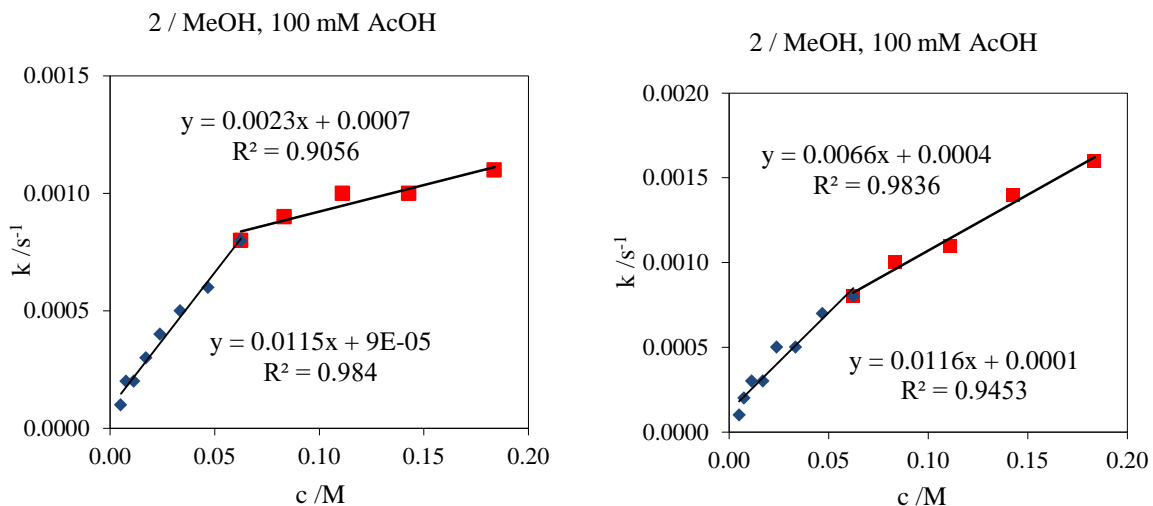 2 / MeOH, 100 mM AcOH
0.0015
0.0010
0.0005
0.0000
k /s⁻¹
y = 0.0023x + 0.0007
R² = 0.9056
y = 0.0115x + 9E-05
R² = 0.984
0.00 0.05 0.10 0.15 0.20
c /M
2 / MeOH, 100 mM AcOH
0.0020
0.0015
0.0010
0.0005
0.0000
k /s⁻¹
y = 0.0066x + 0.0004
R² = 0.9836
y = 0.0116x + 0.0001
R² = 0.9453
0.00 0.05 0.10 0.15 0.20
c /M